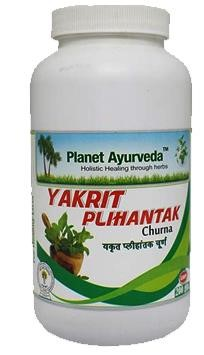 Planet Ayurveda™
Holistic Healing through herbs
YAKRIT
PLIHANTAK
Churna
यकृत प्लीहांतक चूर्ण